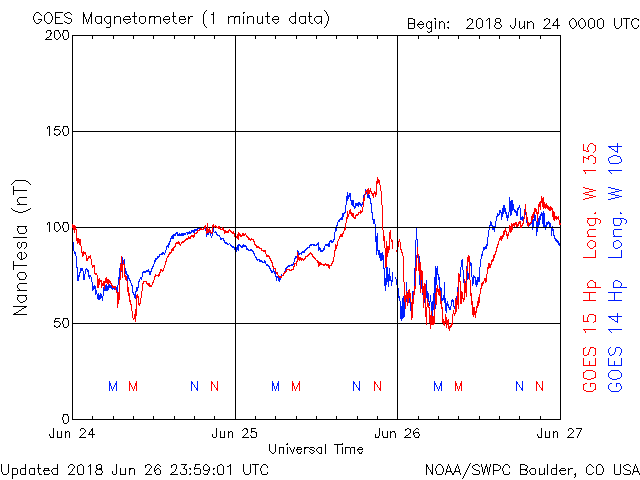 GOES Magnetometer (1 minute data)
Begin: 2018 Jun 24 0000 UTC
200
150
100
50
0
NanoTesla (nT)
M M N N M M N N M M N N
Jun 24 Jun 25 Jun 26 Jun 27
Universal Time
GOES 15 Hp Long. W 135
GOES 14 Hp Long. W 104
Updated 2018 Jun 26 23:59:01 UTC
NOAA/SWPC Boulder, CO USA